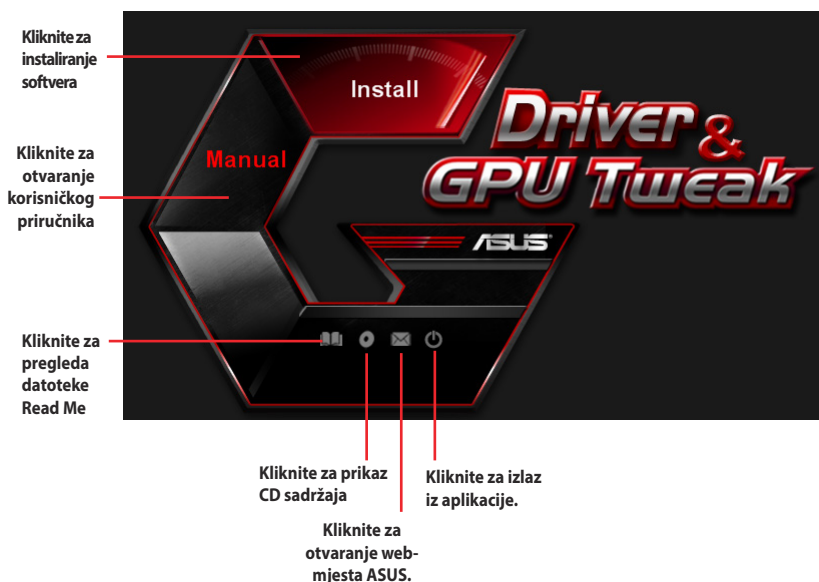 Kliknite za
instaliranje
softvera
Install
Driver &
GPU Tweak
Manual
Kliknite za
otvaranje
korisničkog
priručnika
ASUS
Kliknite za
pregleda
datoteke
Read Me
Kliknite za prikaz
CD sadržaja
Kliknite za izlaz
iz aplikacije.
Kliknite za
otvaranje web-
mjesta ASUS.